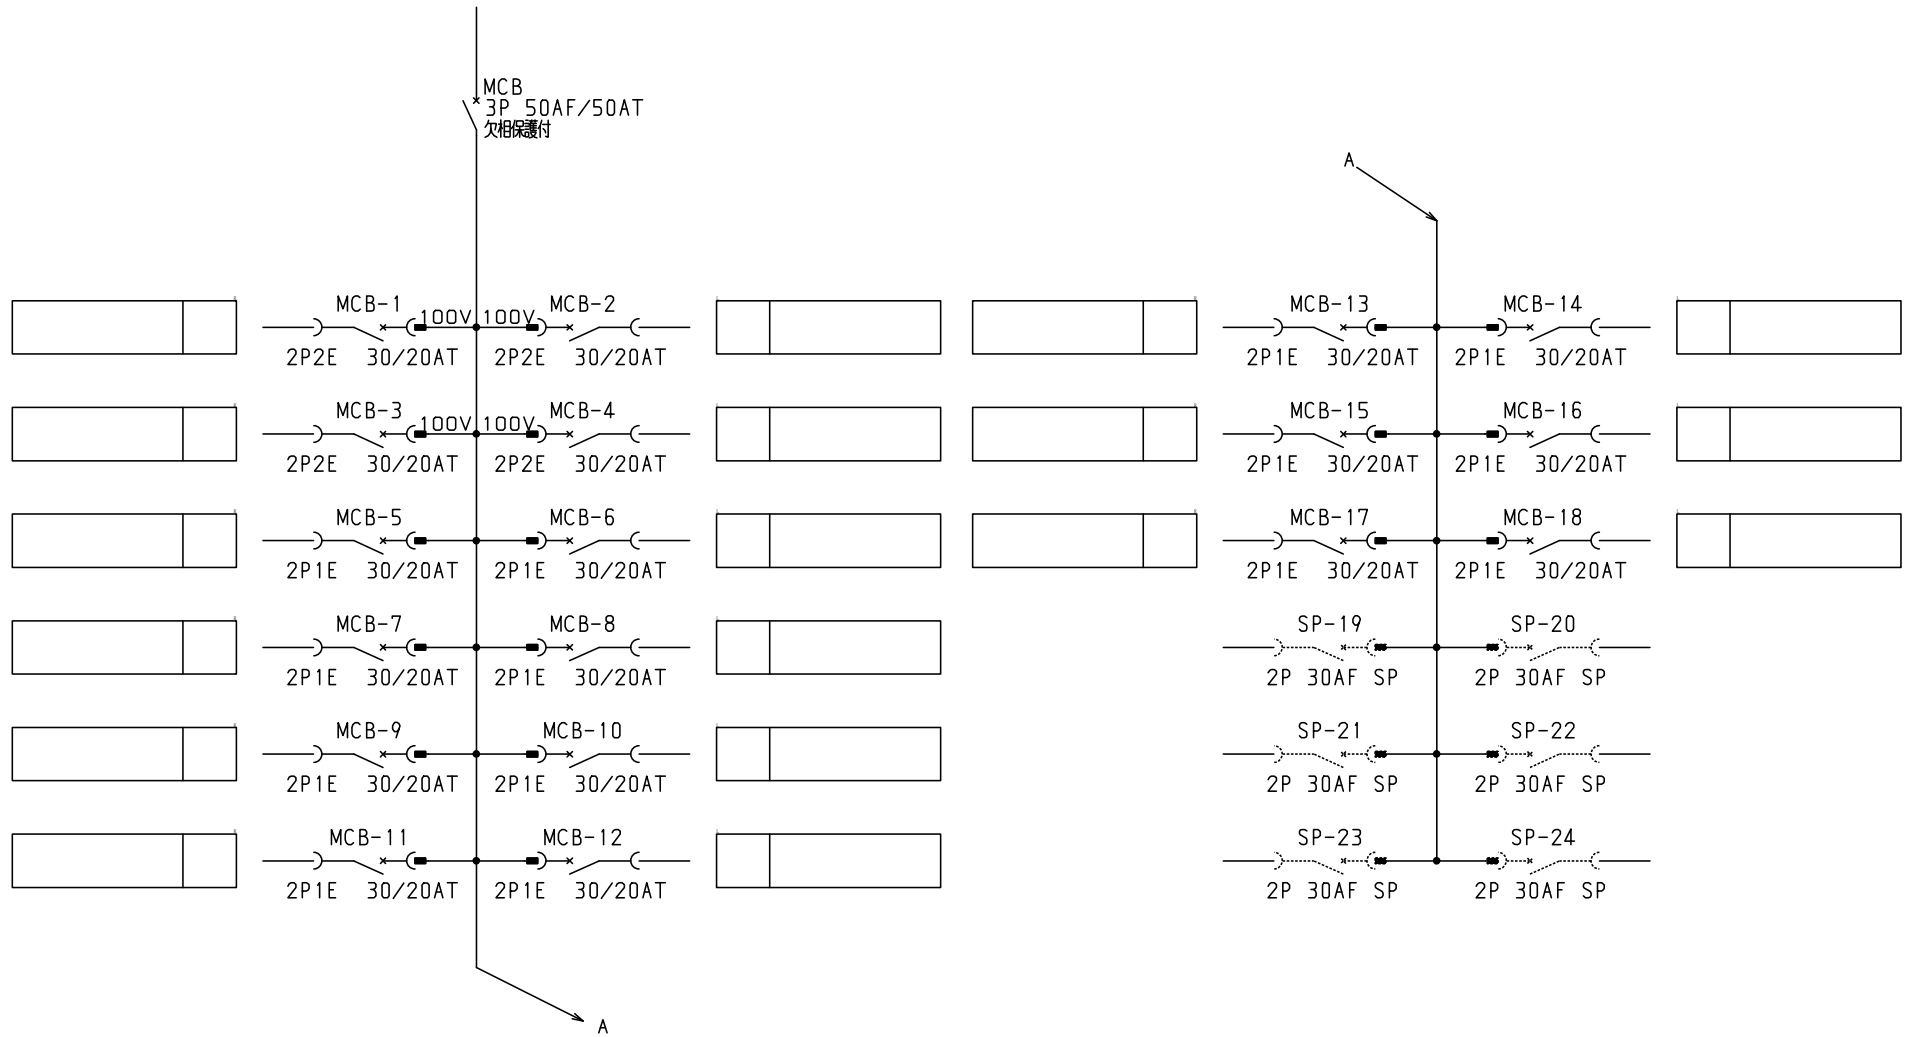 MCB
3P 50AF/50AT
欠相保護付
MCB-1 100V 100V MCB-2
2P2E 30/20AT 2P2E 30/20AT
MCB-3 100V 100V MCB-4
2P2E 30/20AT 2P2E 30/20AT
MCB-5 MCB-6
2P1E 30/20AT 2P1E 30/20AT
MCB-7 MCB-8
2P1E 30/20AT 2P1E 30/20AT
MCB-9 MCB-10
2P1E 30/20AT 2P1E 30/20AT
MCB-11 MCB-12
2P1E 30/20AT 2P1E 30/20AT
A
A
MCB-13 MCB-14
2P1E 30/20AT 2P1E 30/20AT
MCB-15 MCB-16
2P1E 30/20AT 2P1E 30/20AT
MCB-17 MCB-18
2P1E 30/20AT 2P1E 30/20AT
SP-19 SP-20
2P 30AF SP 2P 30AF SP
SP-21 SP-22
2P 30AF SP 2P 30AF SP
SP-23 SP-24
2P 30AF SP 2P 30AF SP